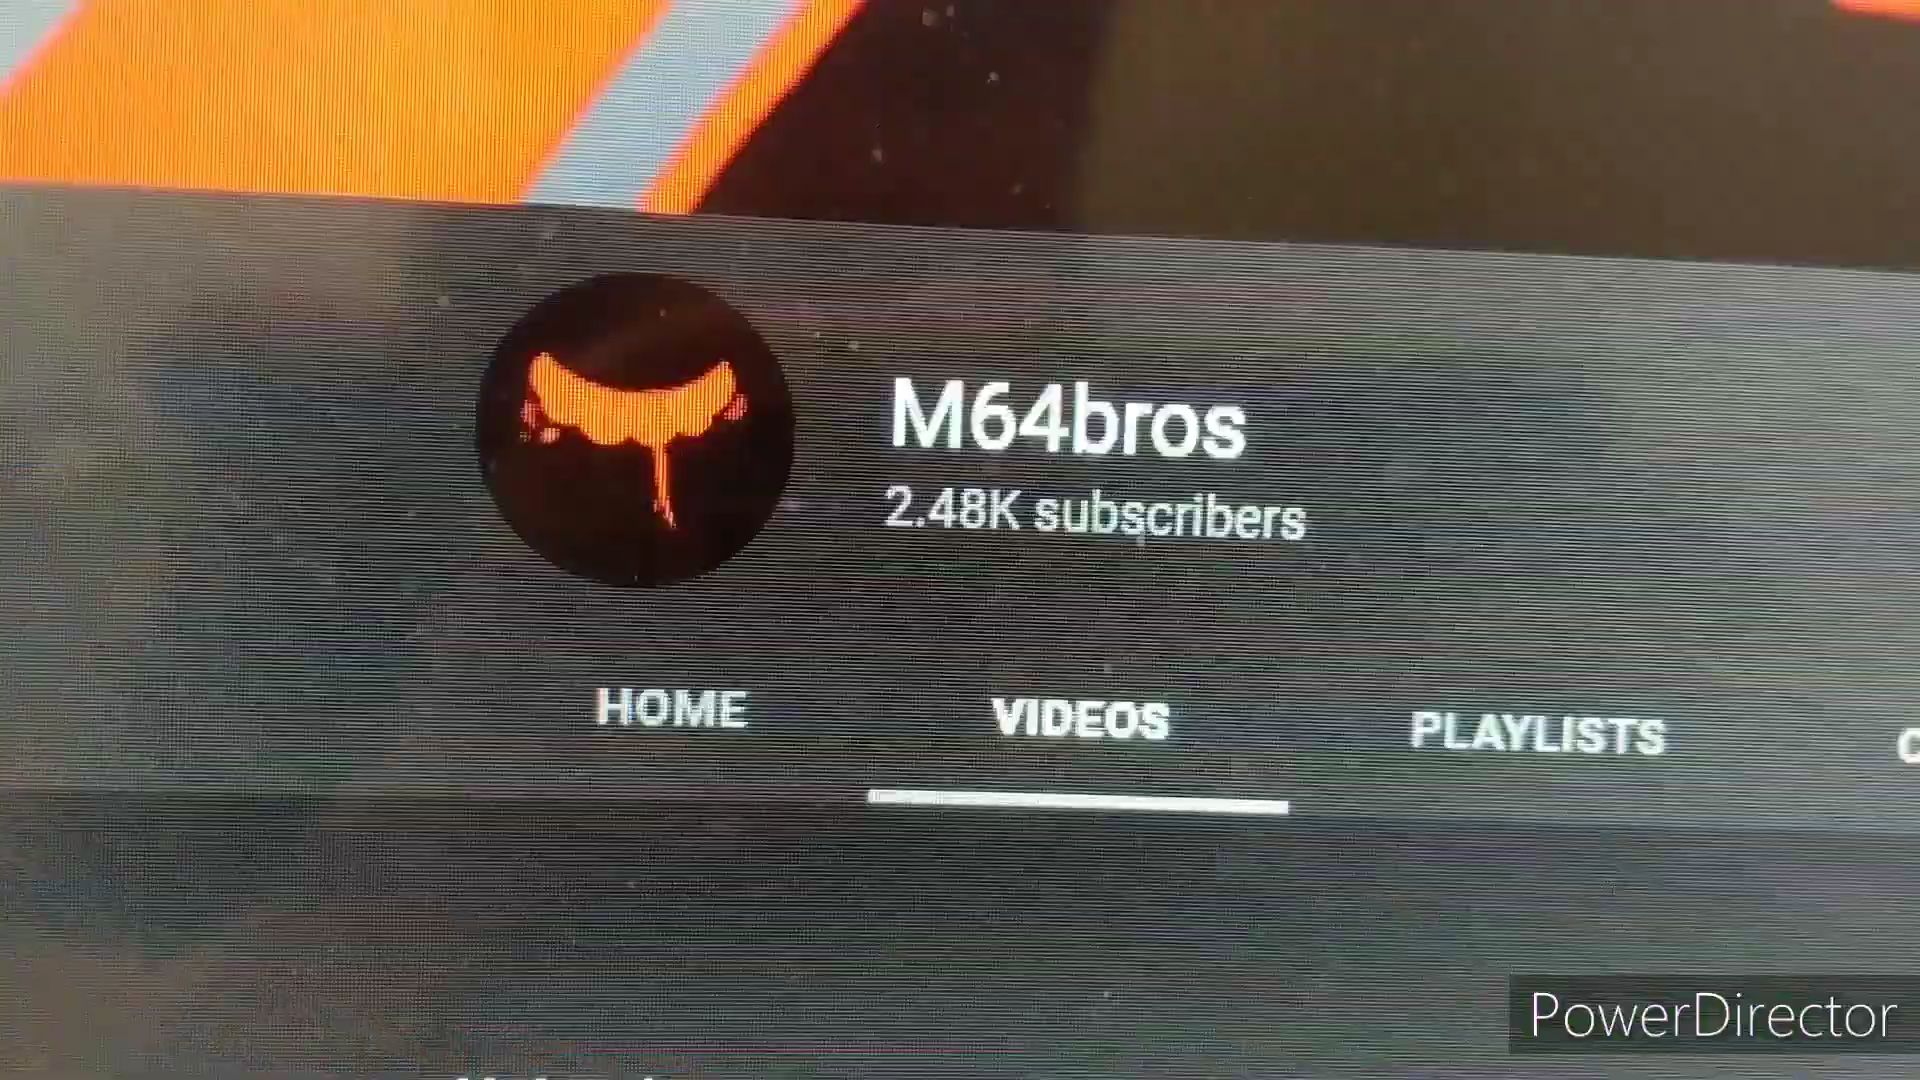 M64bros
2.48K subscribers
HOME
VIDEOS
PLAYLISTS
PowerDirector